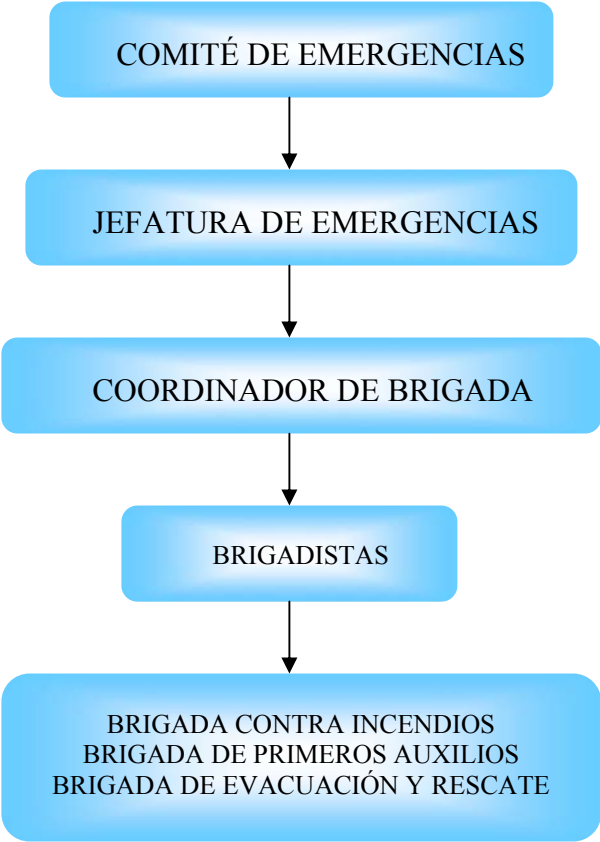 COMITÉ DE EMERGENCIAS
JEFATURA DE EMERGENCIAS
COORDINADOR DE BRIGADA
BRIGADISTAS
BRIGADA CONTRA INCENDIOS
BRIGADA DE PRIMEROS AUXILIOS
BRIGADA DE EVACUACIÓN Y RESCATE